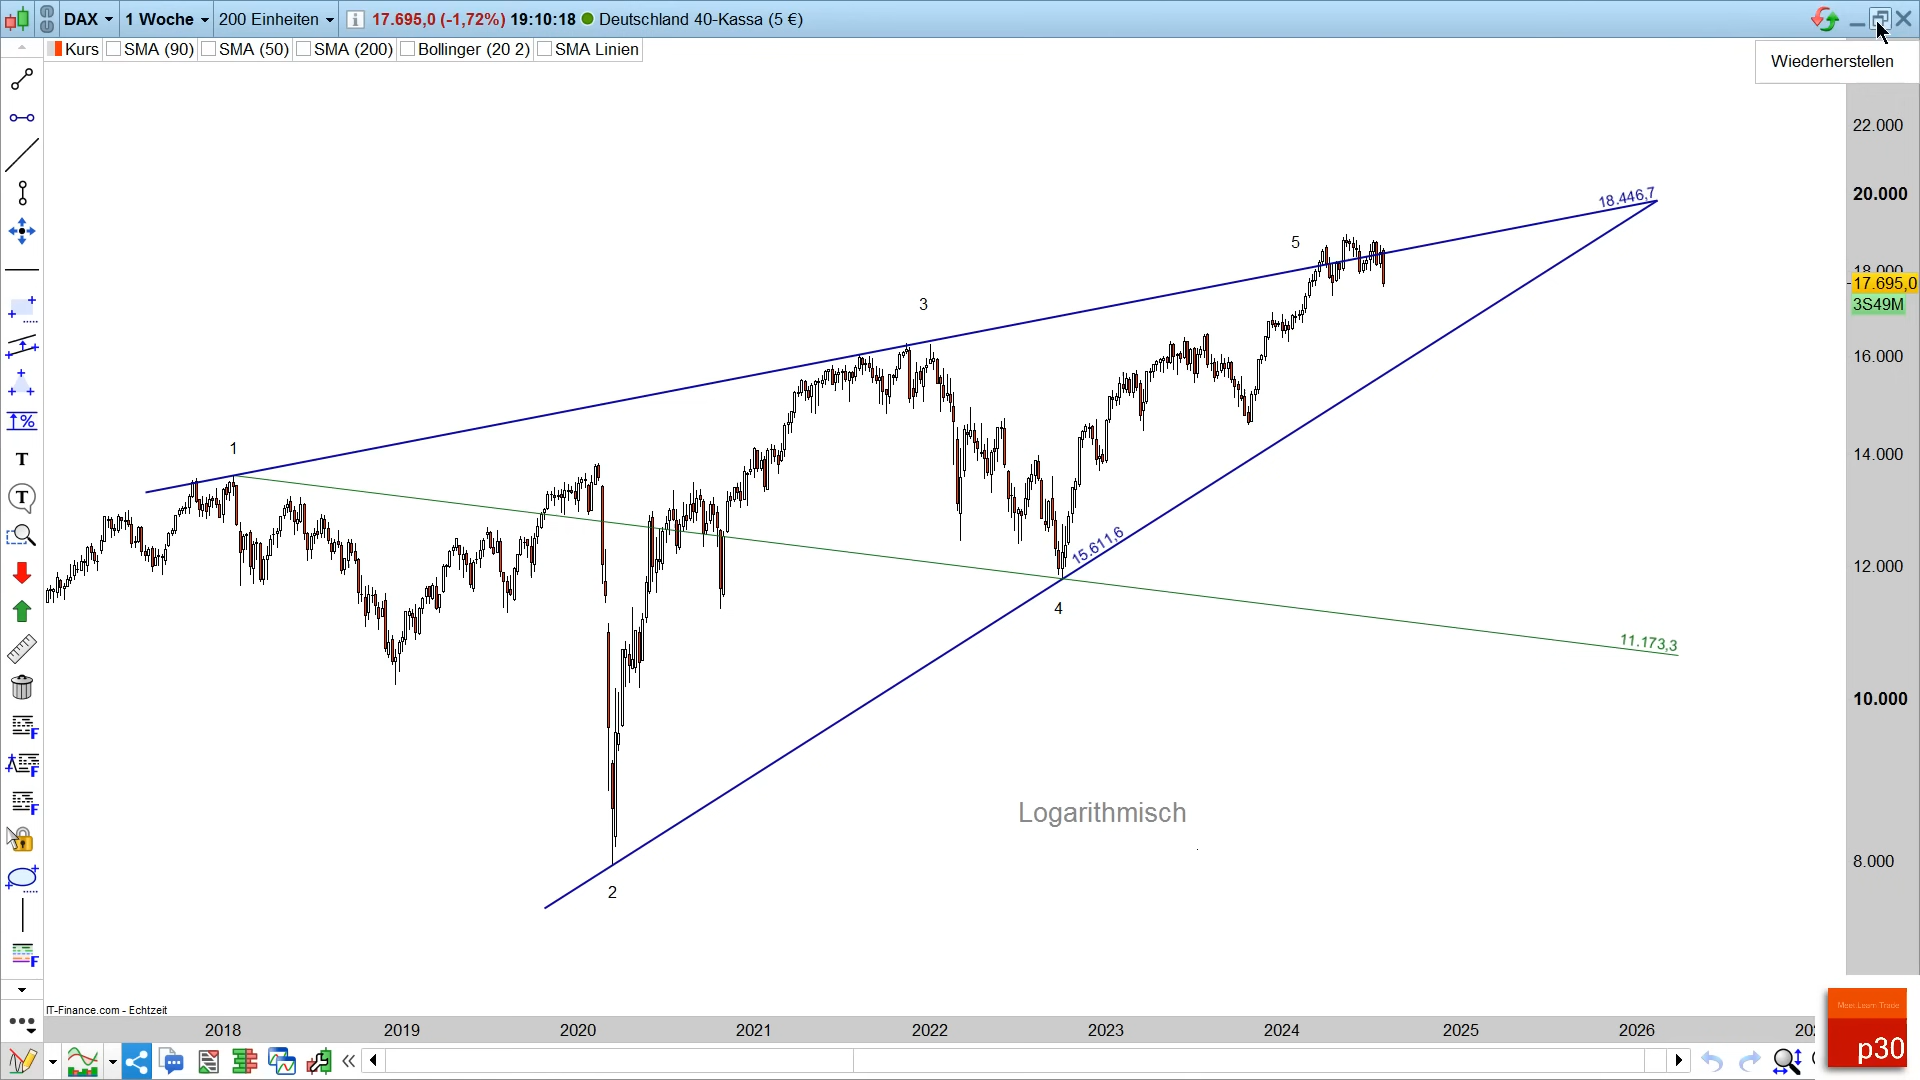 DAX 1 Woche 200 Einheiten 17.695,0 (-1,72%) 19:10:18 Deutschland 40-Kassa (5 €)
Kurs SMA (90) SMA (50) SMA (200) Bollinger (20 2) SMA Linien
Wiederherstellen
22.000
20.000
18.446,7
5
18.000
17.695,0
3S49M
3
16.000
1
14.000
15.611,6
12.000
4
11.173,3
10.000
Logarithmisch
8.000
2
T
T
%
F
F
F
F
IT-Finance.com - Echtzeit
2018 2019 2020 2021 2022 2023 2024 2025 2026
Mein Learn Trade
p30